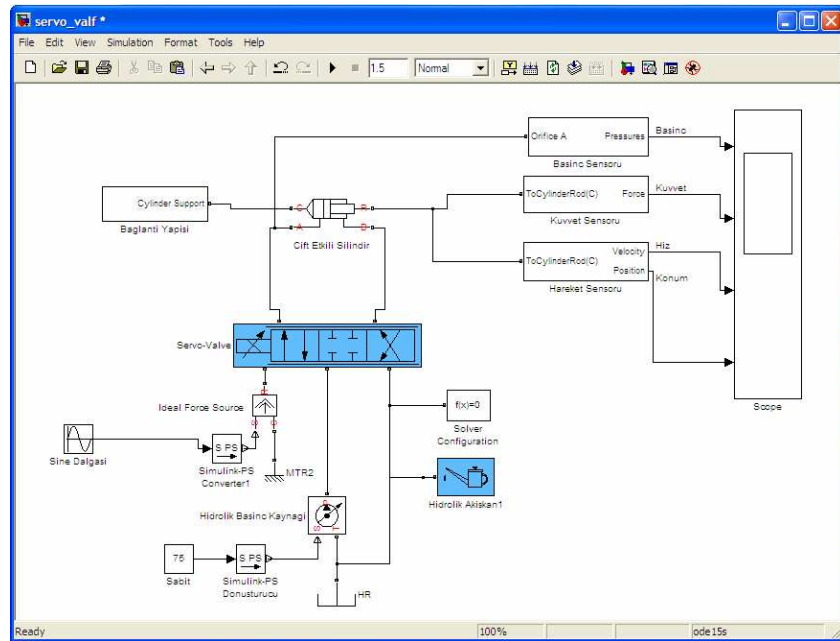 servo_valf *
File Edit View Simulation Format Tools Help
1.5 Normal
Orifice A Pressures
Basinc Sensoru
Basinc
ToCylinderRod(C) Force
Kuvvet Sensoru
Kuvvet
Cylinder Support
Baglanti Yapisi
C R
A B
Cift Etkili Silindir
ToCylinderRod(C) Velocity
Position
Hareket Sensoru
Hiz
Konum
Scope
Servo-Valve
Ideal Force Source
R
S C
MTR2
Sine Dalgasi
S PS
Simulink-PS
Converter1
f(x)=0
Solver
Configuration
Hidrolik Akiskan1
Hidrolik Basinc Kaynagi
P
S T
75
Sabit
S PS
Simulink-PS
Donusturucu
HR
Ready 100% ode15s